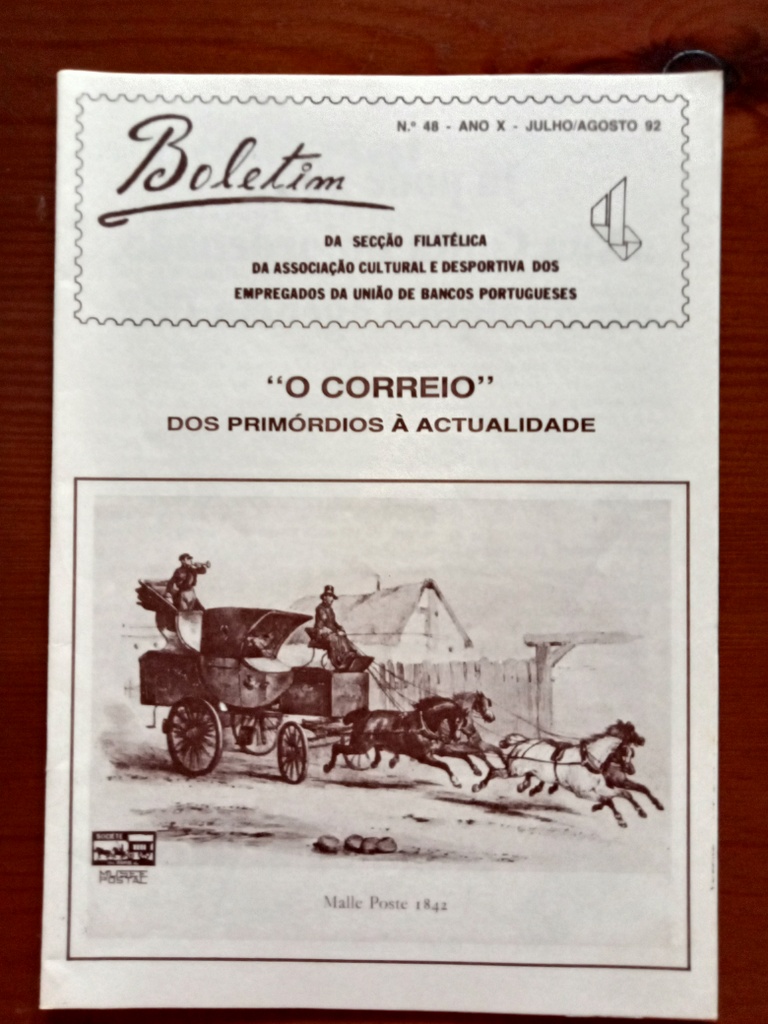 N.º 48 - ANO X - JULHO/AGOSTO 92
Boletim
DA SECÇÃO FILATÉLICA
DA ASSOCIAÇÃO CULTURAL E DESPORTIVA DOS
EMPREGADOS DA UNIÃO DE BANCOS PORTUGUESES
“O CORREIO”
DOS PRIMÓRDIOS À ACTUALIDADE
MUSÉE
POSTAL
Malle Poste 1842